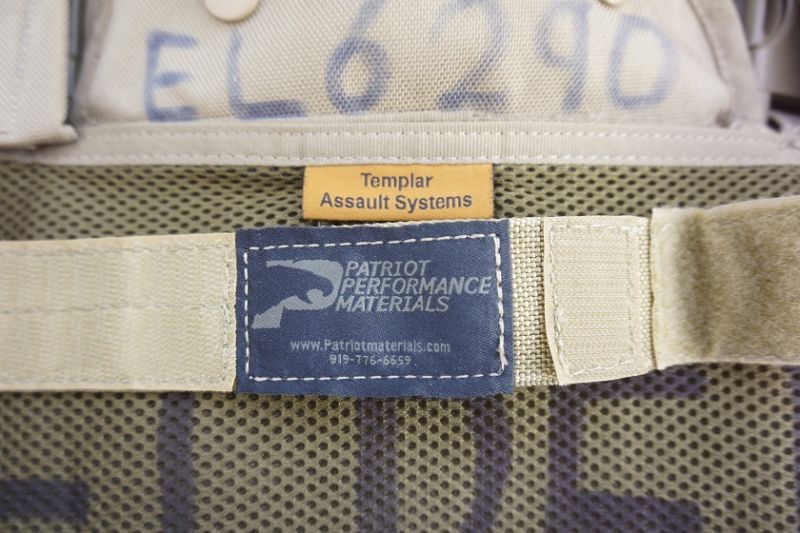 EL6290
Templar
Assault Systems
PATRIOT
PERFORMANCE
MATERIALS
www.Patriotmaterials.com
919-776-6659